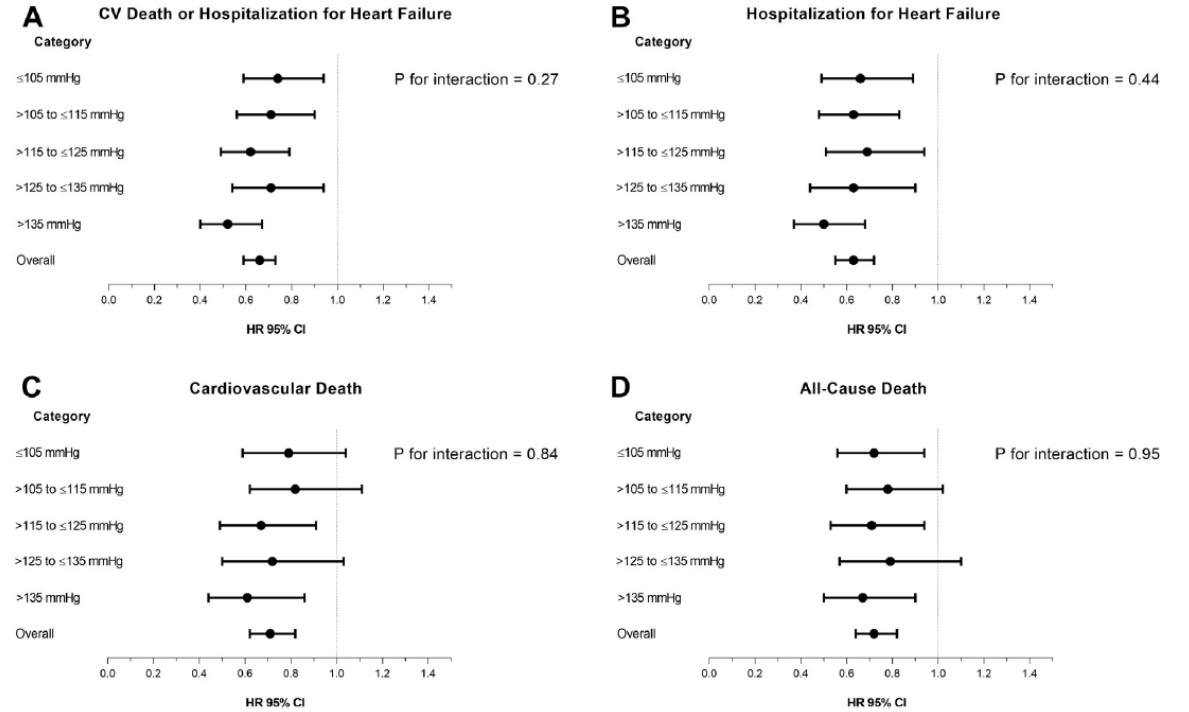 A
CV Death or Hospitalization for Heart Failure
Category
≤105 mmHg
P for interaction = 0.27
>105 to ≤115 mmHg
>115 to ≤125 mmHg
>125 to ≤135 mmHg
>135 mmHg
Overall
0.0 0.2 0.4 0.6 0.8 1.0 1.2 1.4
HR 95% CI
B
Hospitalization for Heart Failure
Category
≤105 mmHg
P for interaction = 0.44
>105 to ≤115 mmHg
>115 to ≤125 mmHg
>125 to ≤135 mmHg
>135 mmHg
Overall
0.0 0.2 0.4 0.6 0.8 1.0 1.2 1.4
HR 95% CI
C
Cardiovascular Death
Category
≤105 mmHg
P for interaction = 0.84
>105 to ≤115 mmHg
>115 to ≤125 mmHg
>125 to ≤135 mmHg
>135 mmHg
Overall
0.0 0.2 0.4 0.6 0.8 1.0 1.2 1.4
HR 95% CI
D
All-Cause Death
Category
≤105 mmHg
P for interaction = 0.95
>105 to ≤115 mmHg
>115 to ≤125 mmHg
>125 to ≤135 mmHg
>135 mmHg
Overall
0.0 0.2 0.4 0.6 0.8 1.0 1.2 1.4
HR 95% CI